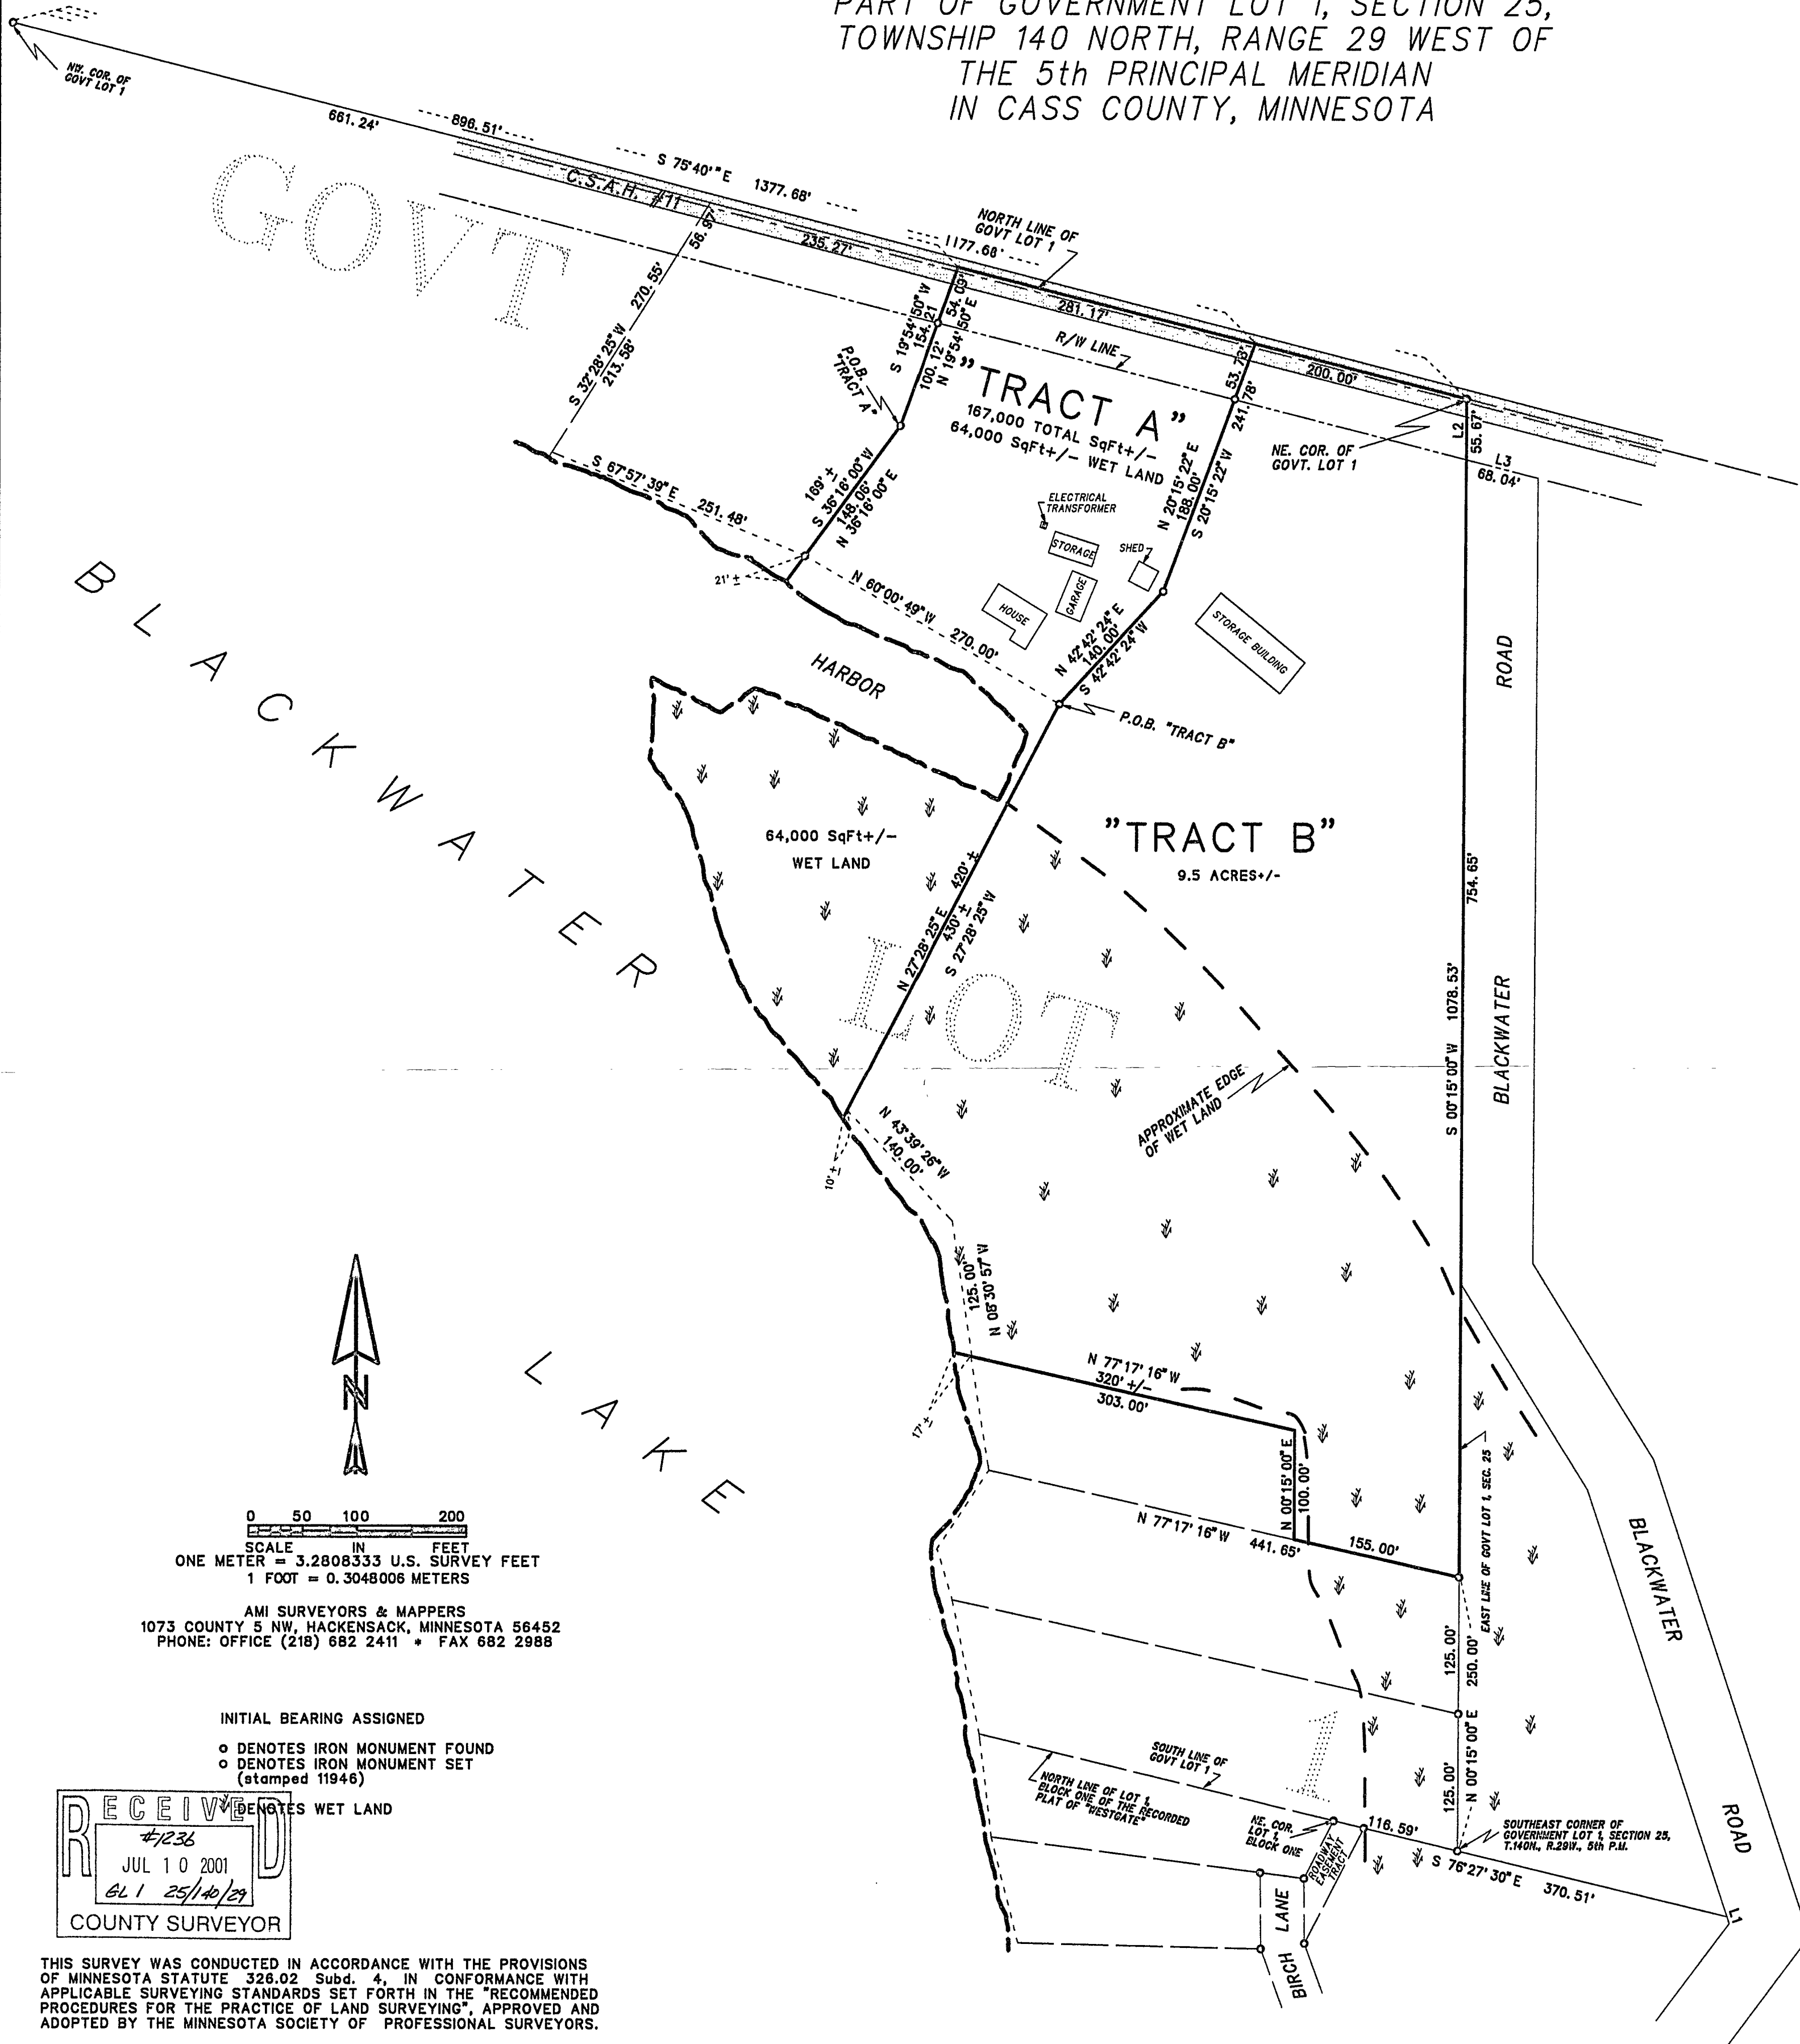 PART OF GOVERNMENT LOT 1, SECTION 25,
TOWNSHIP 140 NORTH, RANGE 29 WEST OF
THE 5th PRINCIPAL MERIDIAN
IN CASS COUNTY, MINNESOTA
NW. COR. OF
GOVT LOT 1
661.24'
896.51'
S 75°40'"E 1377.68'
C.S.A.H. #11
NORTH LINE OF
GOVT LOT 1
1177.68'
235.27'
281.17'
200.00'
GOVT
56.97'
270.55'
S 32°28'25"W
213.58'
S 19°54'50"W
154.21
54.09'
100.12'
N 19°54'50"E
R/W LINE
P.O.B.
"TRACT A"
"TRACT A"
167,000 TOTAL SqFt+/-
64,000 SqFt+/- WET LAND
53.73'
241.78'
N 20°15'22"E
188.00'
S 20°15'22"W
NE. COR. OF
GOVT. LOT 1
L2
55.67'
L3
68.04'
S 67°57'39"E 251.48'
169'±
S 36°16'00"W
148.06'
N 36°16'00"E
21'±
ELECTRICAL
TRANSFORMER
STORAGE
SHED
GARAGE
HOUSE
STORAGE BUILDING
N 60°00'49"W 270.00'
N 42°42'24"E
140.00'
S 42°42'24"W
HARBOR
P.O.B. "TRACT B"
BLACKWATER
LAKE
64,000 SqFt+/-
WET LAND
"TRACT B"
9.5 ACRES+/-
420'±
N 27°28'25"E
430'±
S 27°28'25"W
LOT
754.65'
S 00°15'00"W 1078.53'
BLACKWATER ROAD
APPROXIMATE EDGE
OF WET LAND
N 43°39'26"W
140.00'
10'±
125.00'
N 08°30'57"W
N 77°17'16"W
320'+/-
303.00'
17'±
N 00°15'00"E
100.00'
N 77°17'16"W 441.65'
155.00'
EAST LINE OF GOVT LOT 1, SEC. 25
BLACKWATER ROAD
125.00'
250.00'
125.00'
N 00°15'00"E
1
SOUTH LINE OF
GOVT LOT 1
NORTH LINE OF LOT 1,
BLOCK ONE OF THE RECORDED
PLAT OF "WESTGATE"
NE. COR.
LOT 1,
BLOCK ONE
116.59'
ROADWAY
EASEMENT
TRACT
SOUTHEAST CORNER OF
GOVERNMENT LOT 1, SECTION 25,
T.140N., R.29W., 5th P.M.
S 76°27'30"E 370.51'
L1
BIRCH LANE
N
0 50 100 200
SCALE IN FEET
ONE METER = 3.2808333 U.S. SURVEY FEET
1 FOOT = 0.3048006 METERS
AMI SURVEYORS & MAPPERS
1073 COUNTY 5 NW, HACKENSACK, MINNESOTA 56452
PHONE: OFFICE (218) 682 2411 * FAX 682 2988
INITIAL BEARING ASSIGNED
DENOTES IRON MONUMENT FOUND
DENOTES IRON MONUMENT SET
(stamped 11946)
DENOTES WET LAND
RECEIVED
#1236
JUL 10 2001
GL 1 25/140/29
COUNTY SURVEYOR
THIS SURVEY WAS CONDUCTED IN ACCORDANCE WITH THE PROVISIONS
OF MINNESOTA STATUTE 326.02 Subd. 4, IN CONFORMANCE WITH
APPLICABLE SURVEYING STANDARDS SET FORTH IN THE "RECOMMENDED
PROCEDURES FOR THE PRACTICE OF LAND SURVEYING", APPROVED AND
ADOPTED BY THE MINNESOTA SOCIETY OF PROFESSIONAL SURVEYORS.